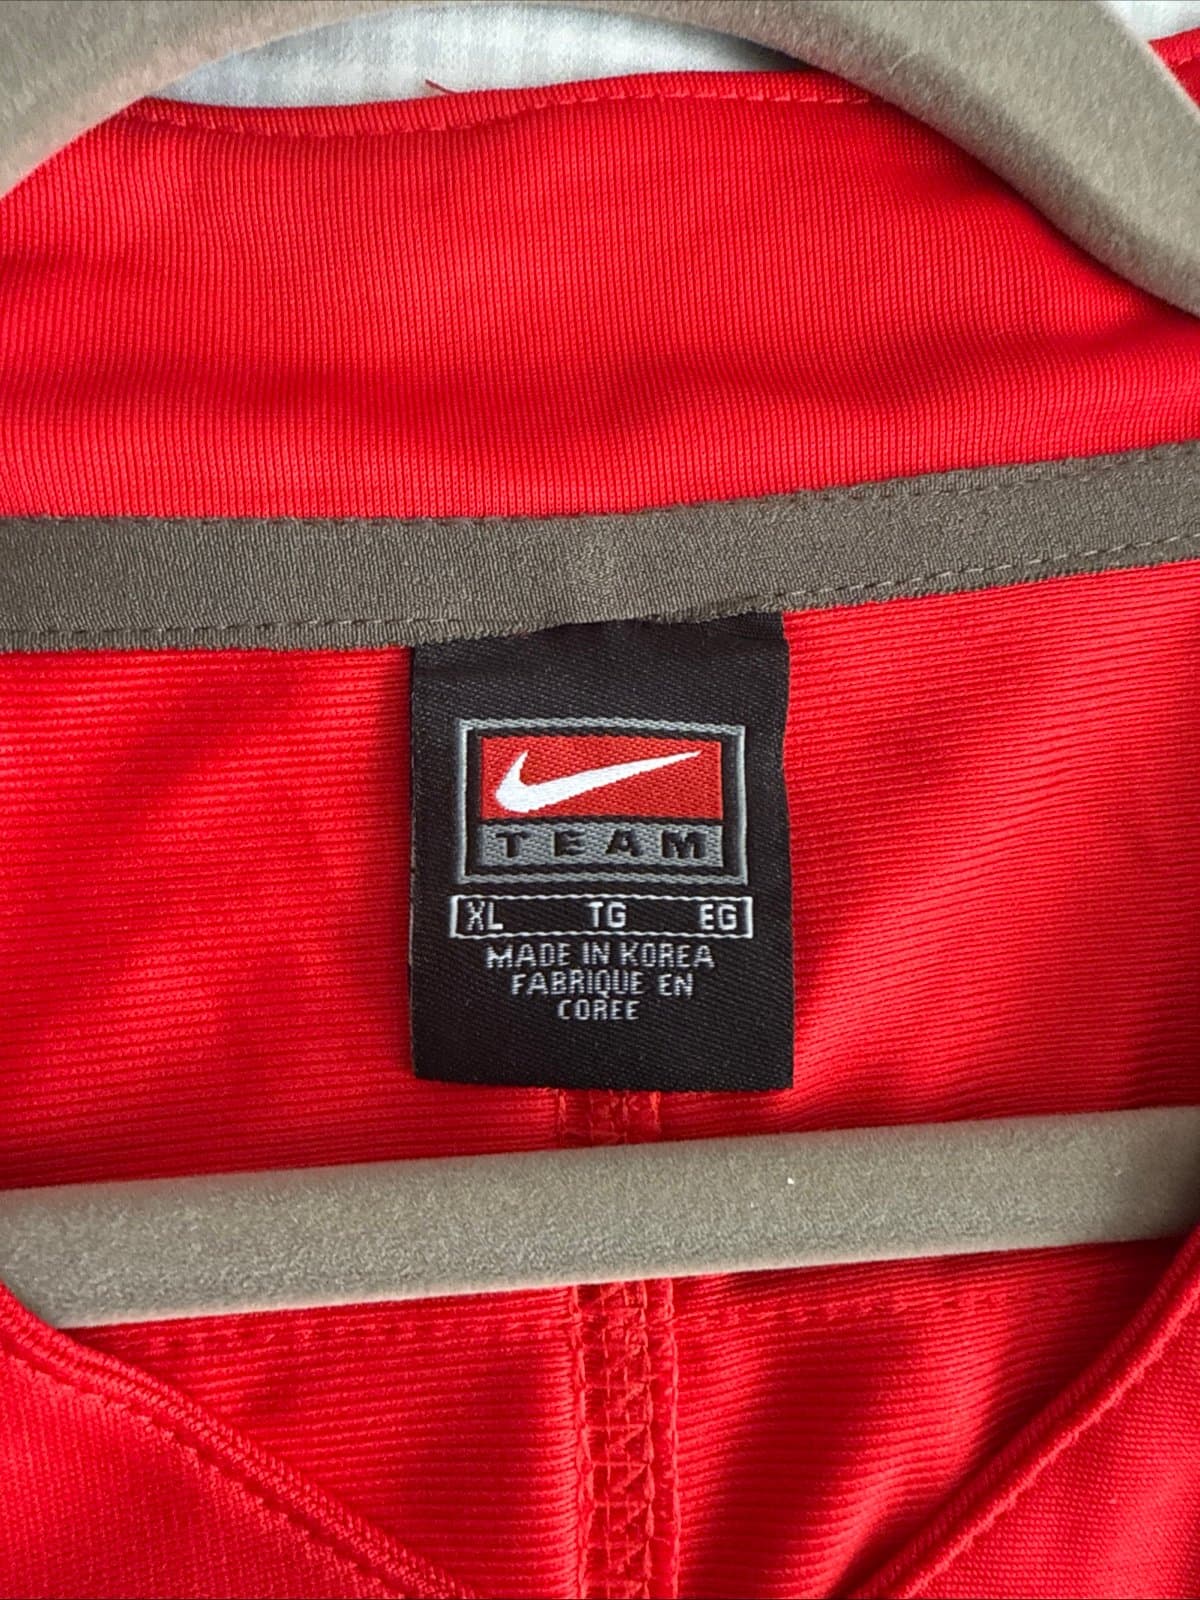 TEAM
XL TG EG
MADE IN KOREA
FABRIQUE EN
COREE